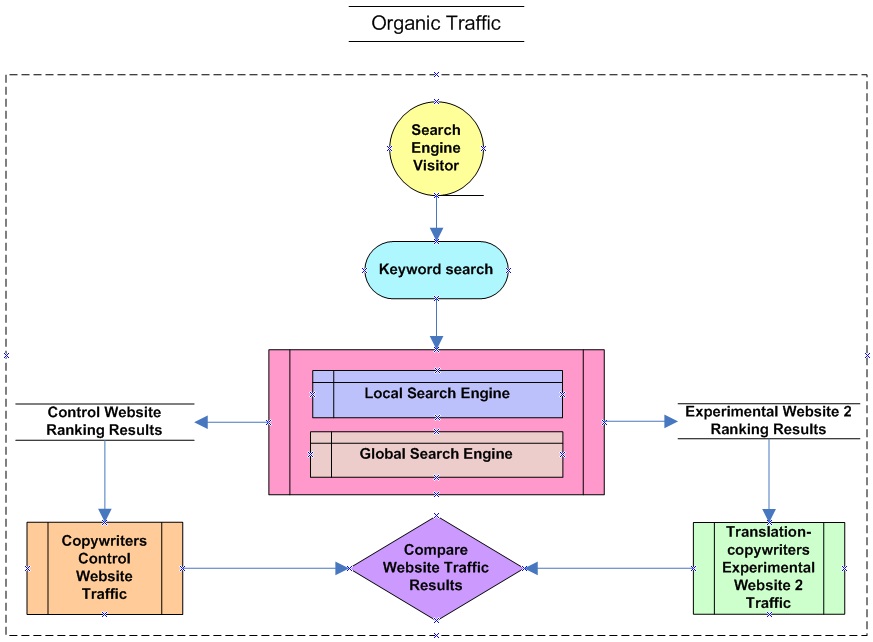 Organic Traffic
Search
Engine
Visitor
Keyword search
Local Search Engine
Global Search Engine
Control Website
Ranking Results
Experimental Website 2
Ranking Results
Copywriters
Control
Website
Traffic
Compare
Website Traffic
Results
Translation-
copywriters
Experimental
Website 2
Traffic